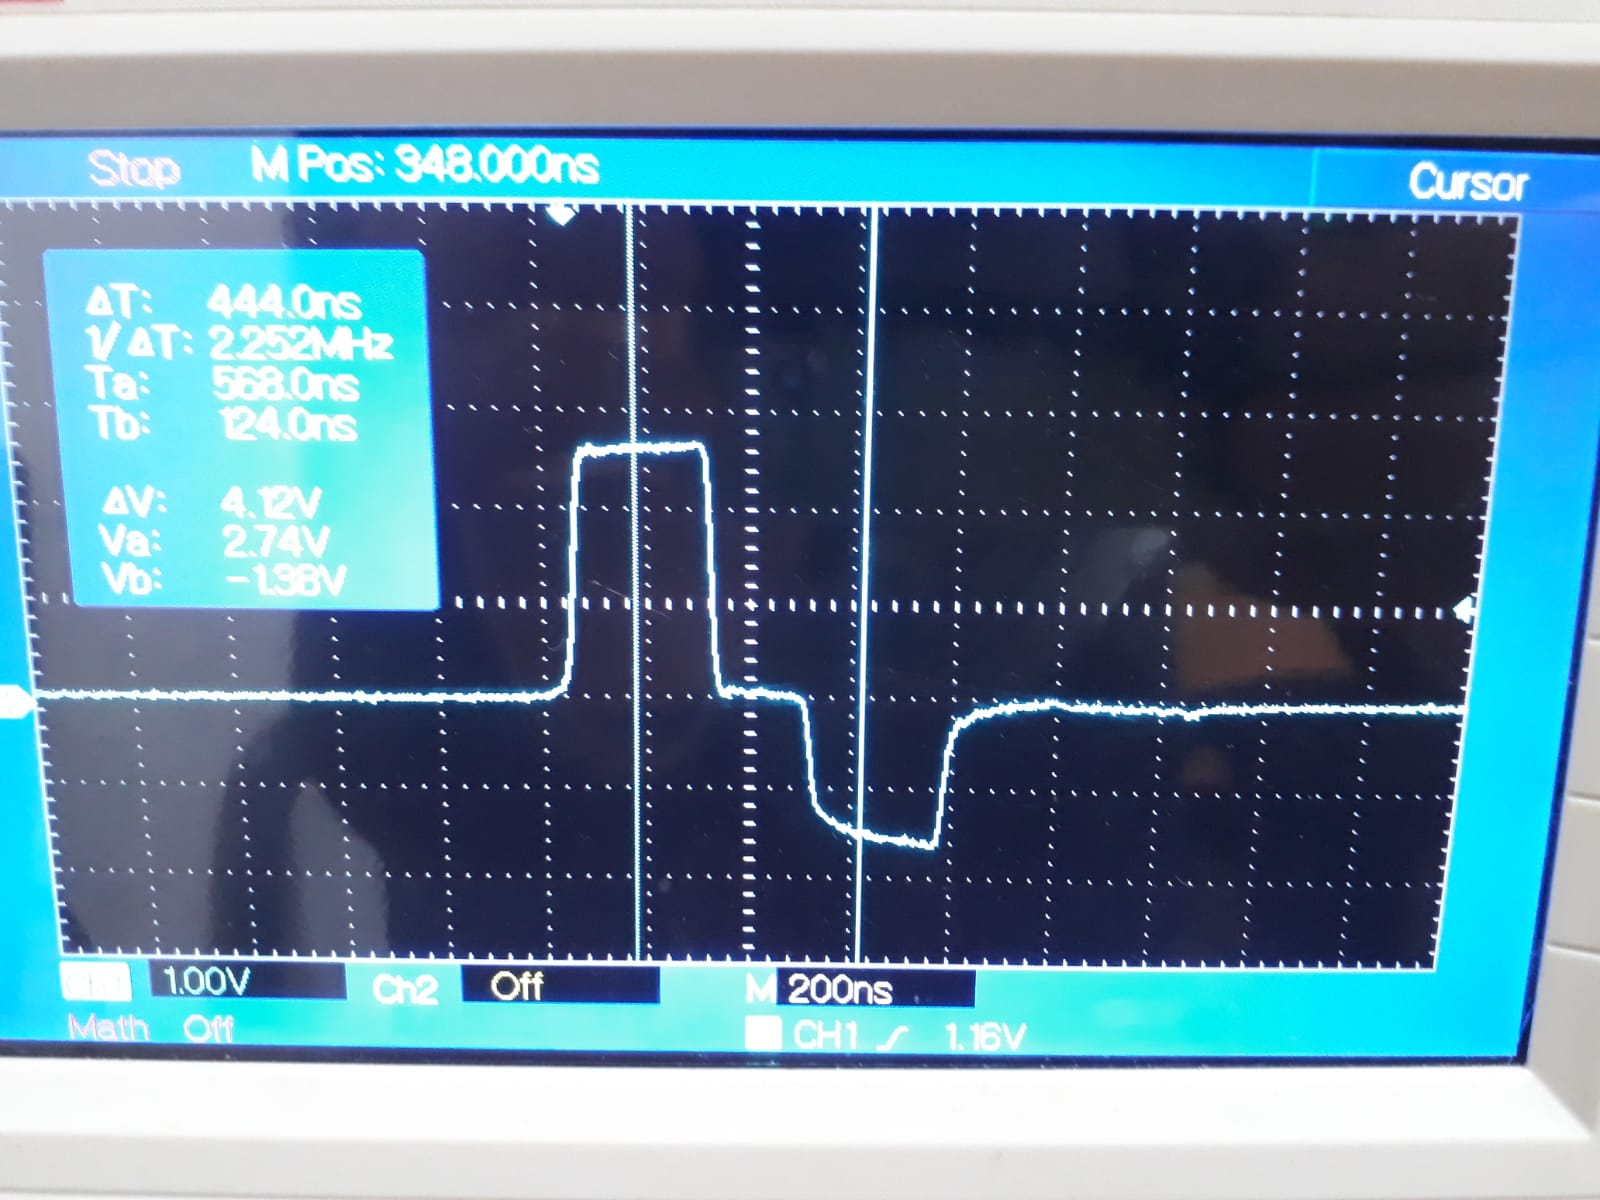 Stop M Pos: 348.000ns Cursor
ΔT: 444.0ns
1/ΔT: 2.252MHz
Ta: 568.0ns
Tb: 124.0ns
ΔV: 4.12V
Va: 2.74V
Vb: -1.38V
Ch1 1.00V Ch2 Off M 200ns
Math Off CH1 1.16V